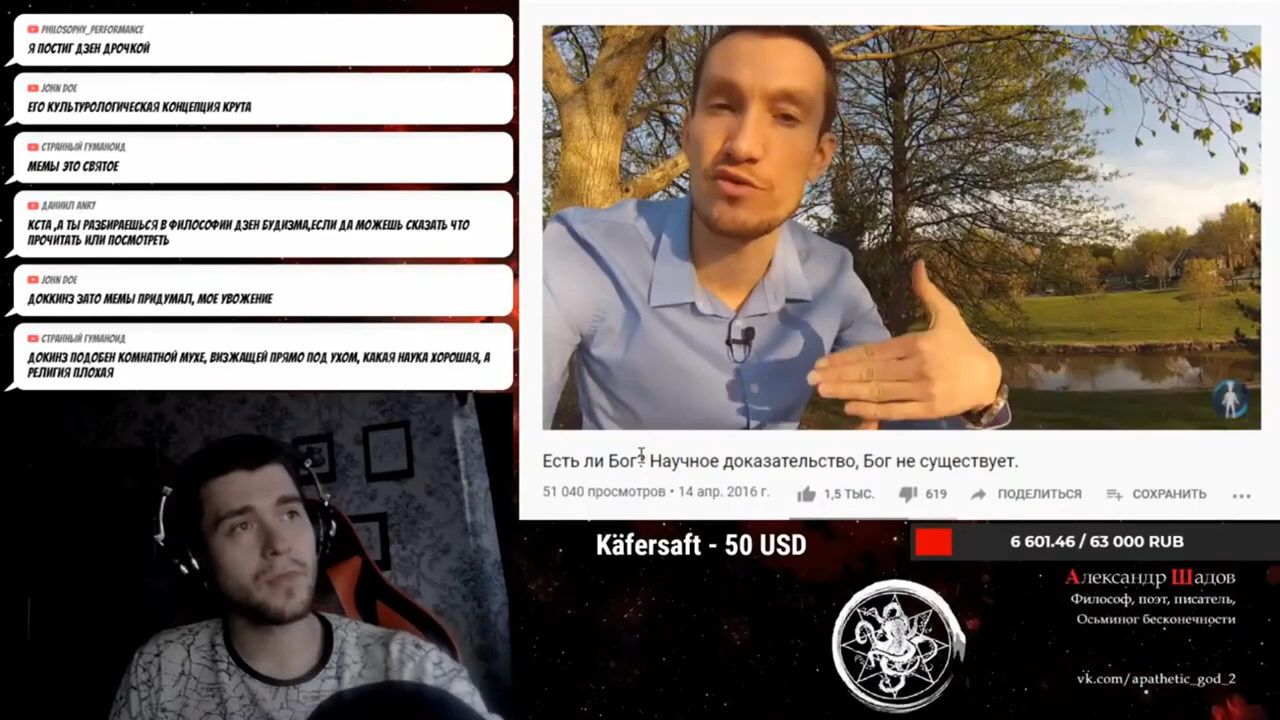 PHILOSOPHY_PERFORMANCE
Я ПОСТИГ ДЗЕН ДРОЧКОЙ
JOHN DOE
ЕГО КУЛЬТУРОЛОГИЧЕСКАЯ КОНЦЕПЦИЯ КРУТА
СТРАННЫЙ ГУМАНОИД
МЕМЫ ЭТО СВЯТОЕ
ДАНИИЛ ANR7
КСТА ,А ТЫ РАЗБИРАЕШЬСЯ В ФИЛОСОФИИ ДЗЕН БУДИЗМА,ЕСЛИ ДА МОЖЕШЬ СКАЗАТЬ ЧТО
ПРОЧИТАТЬ ИЛИ ПОСМОТРЕТЬ
JOHN DOE
ДОККИНЗ ЗАТО МЕМЫ ПРИДУМАЛ, МОЕ УВОЖЕНИЕ
СТРАННЫЙ ГУМАНОИД
ДОКИНЗ ПОДОБЕН КОМНАТНОЙ МУХЕ, ВИЗЖАЩЕЙ ПРЯМО ПОД УХОМ, КАКАЯ НАУКА ХОРОШАЯ, А
РЕЛИГИЯ ПЛОХАЯ
Есть ли Бог? Научное доказательство, Бог не существует.
51 040 просмотров • 14 апр. 2016 г.
1,5 ТЫС.
619
ПОДЕЛИТЬСЯ
СОХРАНИТЬ
Käfersaft - 50 USD
6 601.46 / 63 000 RUB
Александр Шадов
Философ, поэт, писатель,
Осьминог бесконечности
vk.com/apathetic_god_2